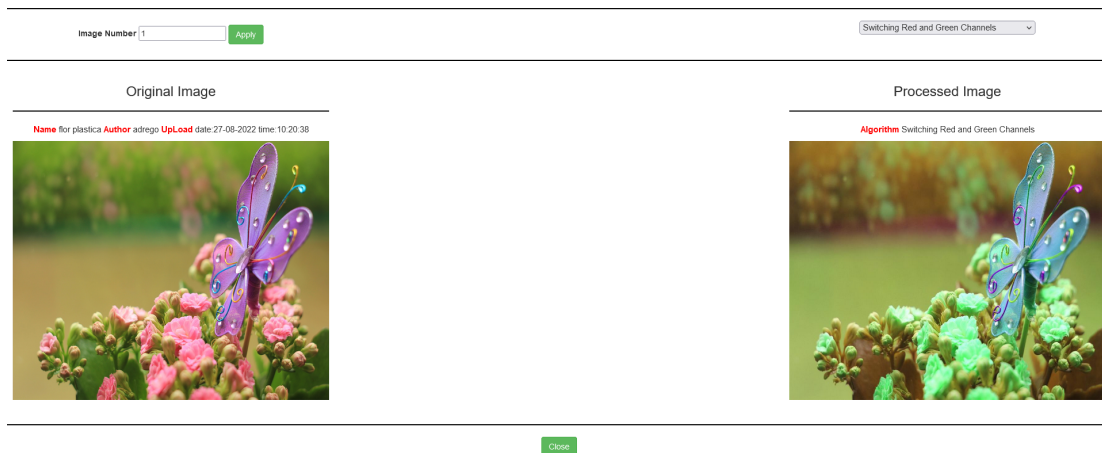 Image Number 1 Apply Switching Red and Green Channels
Original Image Processed Image
Name flor plastica Author adrego UpLoad date:27-08-2022 time:10:20:38 Algorithm Switching Red and Green Channels
Close